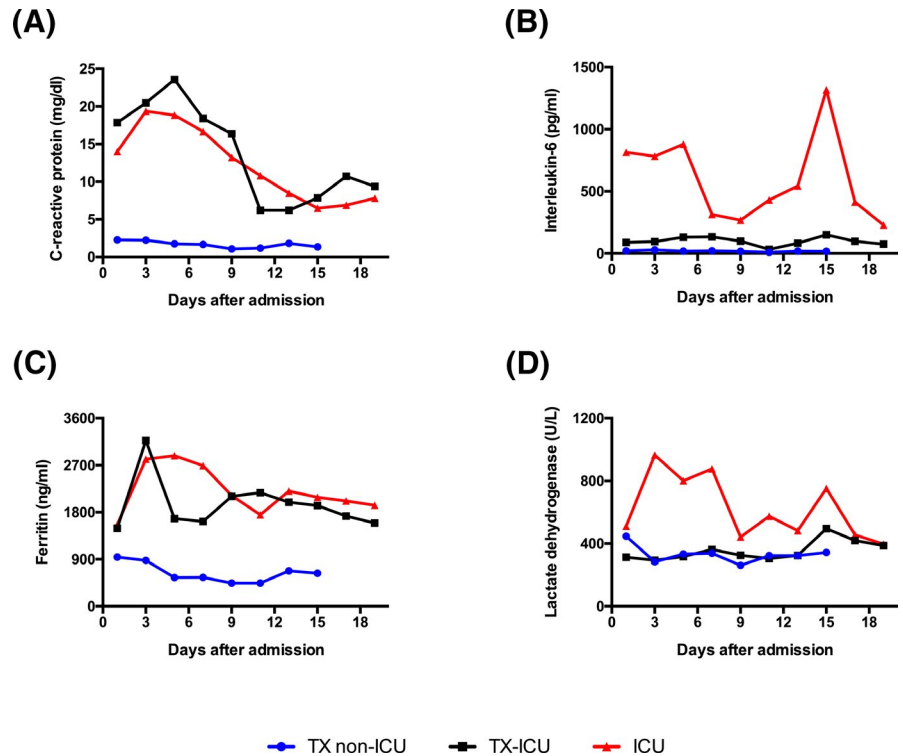 (A)
C-reactive protein (mg/dl)
25
20
15
10
5
0
0 3 6 9 12 15 18
Days after admission
(B)
Interleukin-6 (pg/ml)
1500
1000
500
0
0 3 6 9 12 15 18
Days after admission
(C)
Ferritin (ng/ml)
3600
2700
1800
900
0
0 3 6 9 12 15 18
Days after admission
(D)
Lactate dehydrogenase (U/L)
1200
800
400
0
0 3 6 9 12 15 18
Days after admission
TX non-ICU TX-ICU ICU